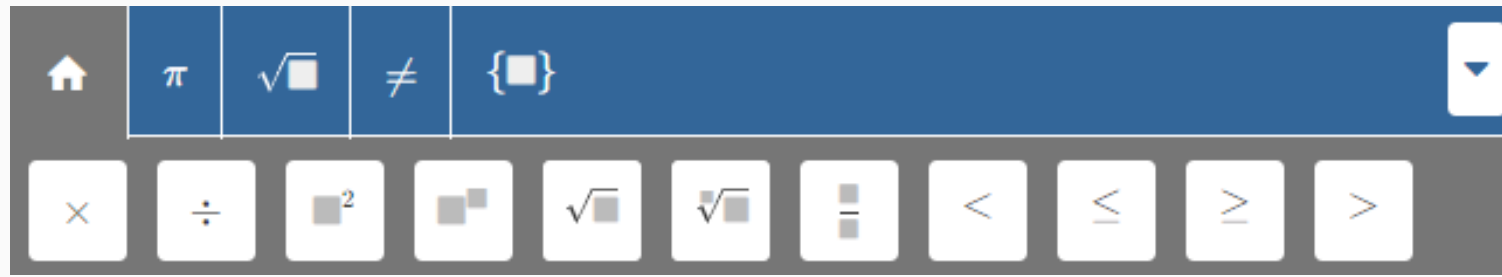 π √□ ≠ {□}
× ÷ □² □^□ √□ ∜□ □/□ < ≤ ≥ >